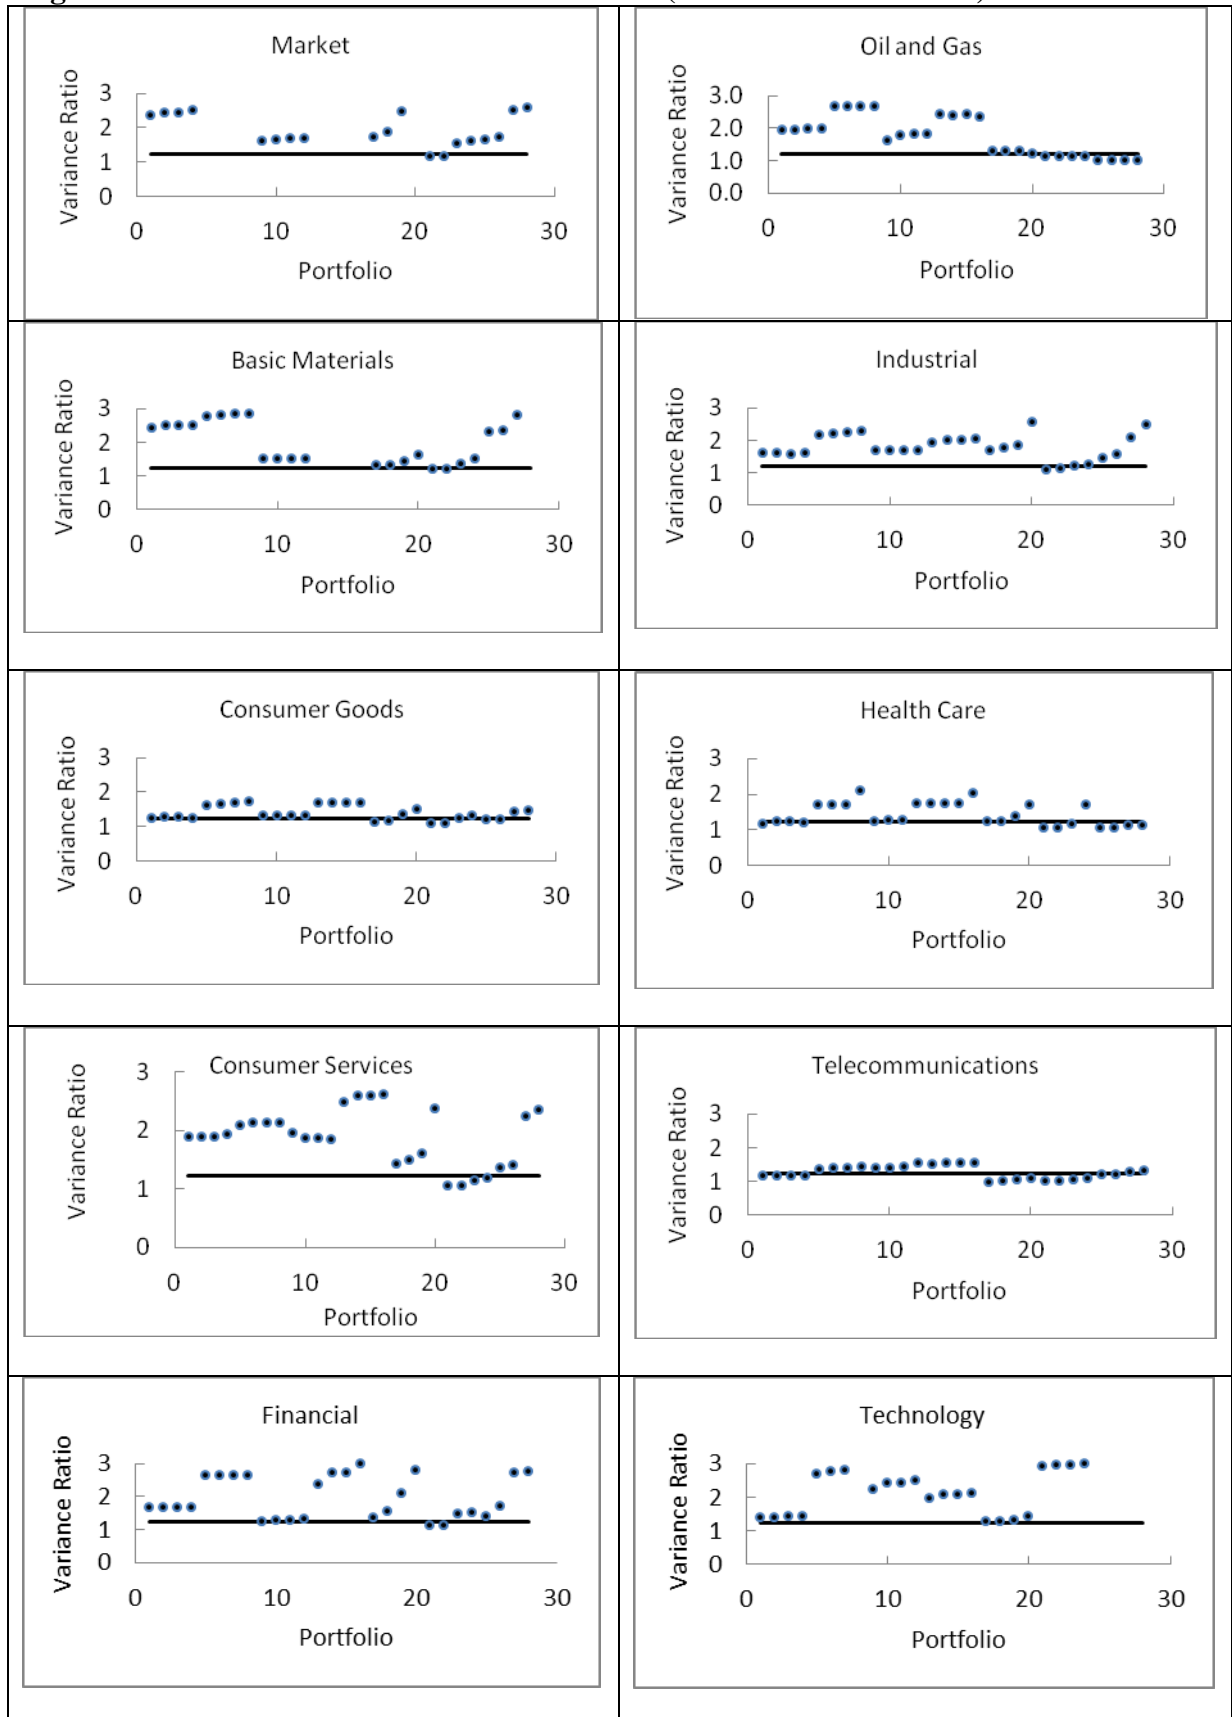 Market
Variance Ratio
3
2
1
0
0 10 20 30
Portfolio
Oil and Gas
Variance Ratio
3.0
2.0
1.0
0.0
0 10 20 30
Portfolio
Basic Materials
Variance Ratio
3
2
1
0
0 10 20 30
Portfolio
Industrial
Variance Ratio
3
2
1
0
0 10 20 30
Portfolio
Consumer Goods
Variance Ratio
3
2
1
0
0 10 20 30
Portfolio
Health Care
Variance Ratio
3
2
1
0
0 10 20 30
Portfolio
Consumer Services
Variance Ratio
3
2
1
0
0 10 20 30
Portfolio
Telecommunications
Variance Ratio
3
2
1
0
0 10 20 30
Portfolio
Financial
Variance Ratio
3
2
1
0
0 10 20 30
Portfolio
Technology
Variance Ratio
3
2
1
0
0 10 20 30
Portfolio